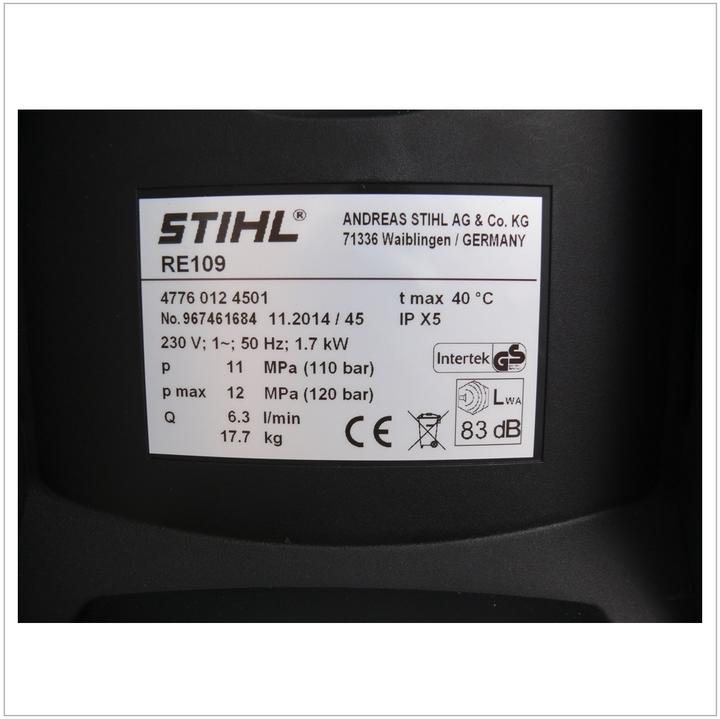 STIHL®
ANDREAS STIHL AG & Co. KG
71336 Waiblingen / GERMANY
RE109
4776 012 4501 t max 40 °C
No. 967461684 11.2014 / 45 IP X5
230 V; 1~; 50 Hz; 1.7 kW
Intertek GS
p 11 MPa (110 bar)
p max 12 MPa (120 bar)
Q 6.3 l/min
17.7 kg
CE
LWA
83 dB